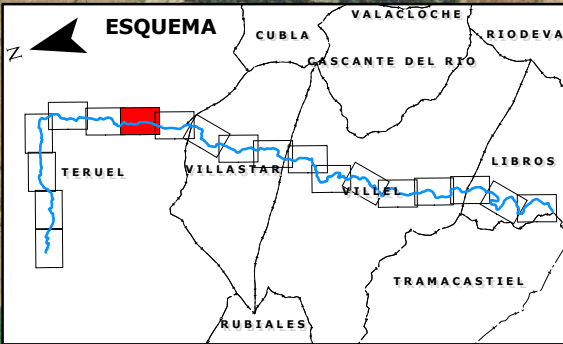 ESQUEMA
N
VALACLOCHE
CUBLA
RIODEVA
CASCANTE DEL RIO
LIBROS
TERUEL
VILLASTAR
VILLEL
TRAMACASTIEL
RUBIALES